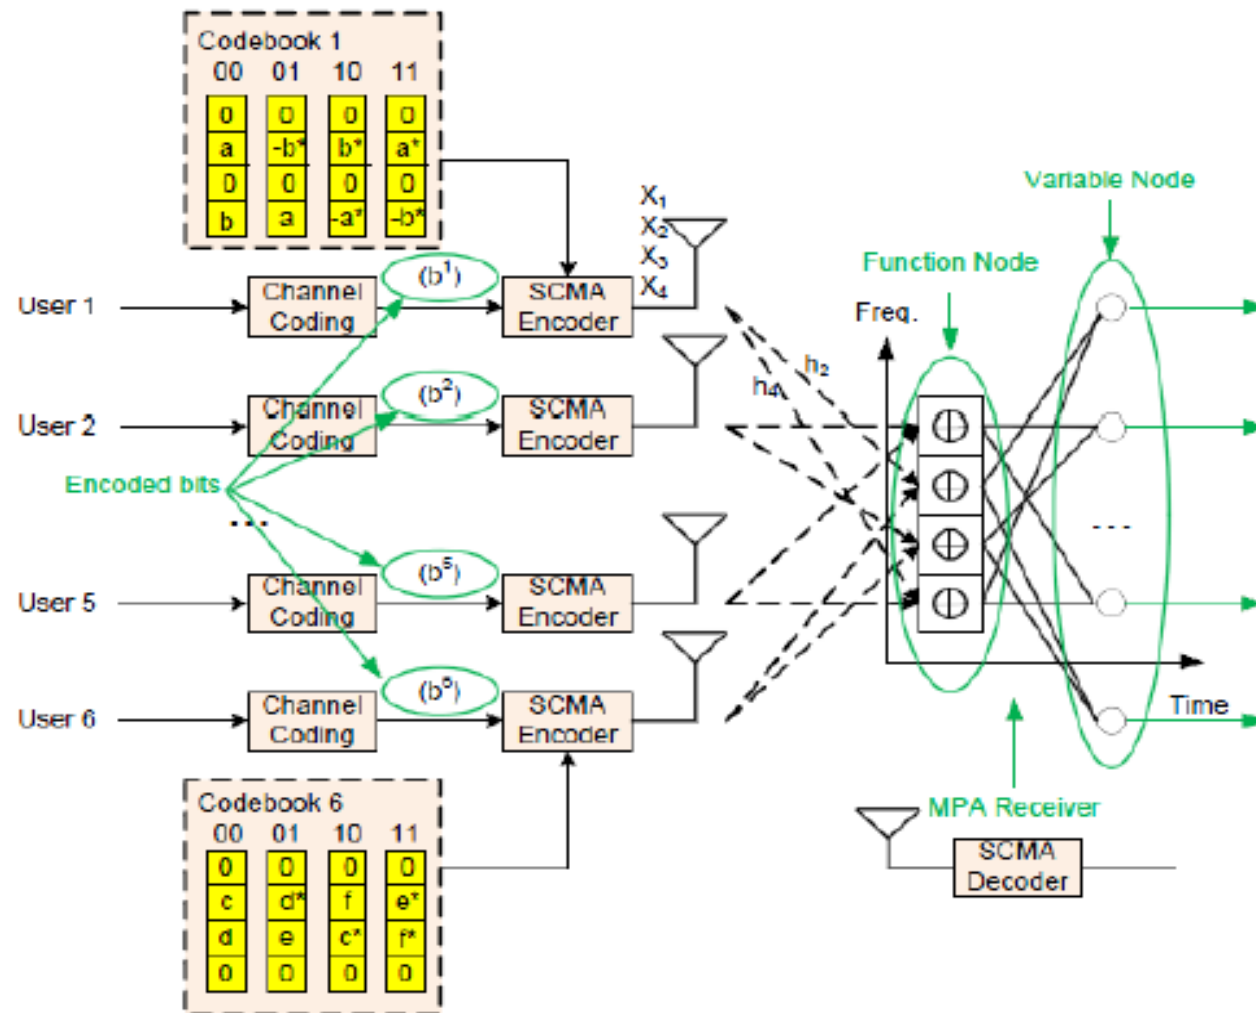 Codebook 1
00 01 10 11
0 0 0 0
a -b* b* a*
0 0 0 0
b a -a* -b*
X1
X2
X3
X4
Variable Node
Function Node
Freq.
User 1
Channel
Coding
(b¹)
SCMA
Encoder
h2
h4
User 2
Channel
Coding
(b²)
SCMA
Encoder
Encoded bits
...
---
User 5
Channel
Coding
(b⁵)
SCMA
Encoder
User 6
Channel
Coding
SCMA
Encoder
Time
MPA Receiver
SCMA
Decoder
Codebook 6
00 01 10 11
0 0 0 0
c d* f e*
d e c* f*
0 0 0 0